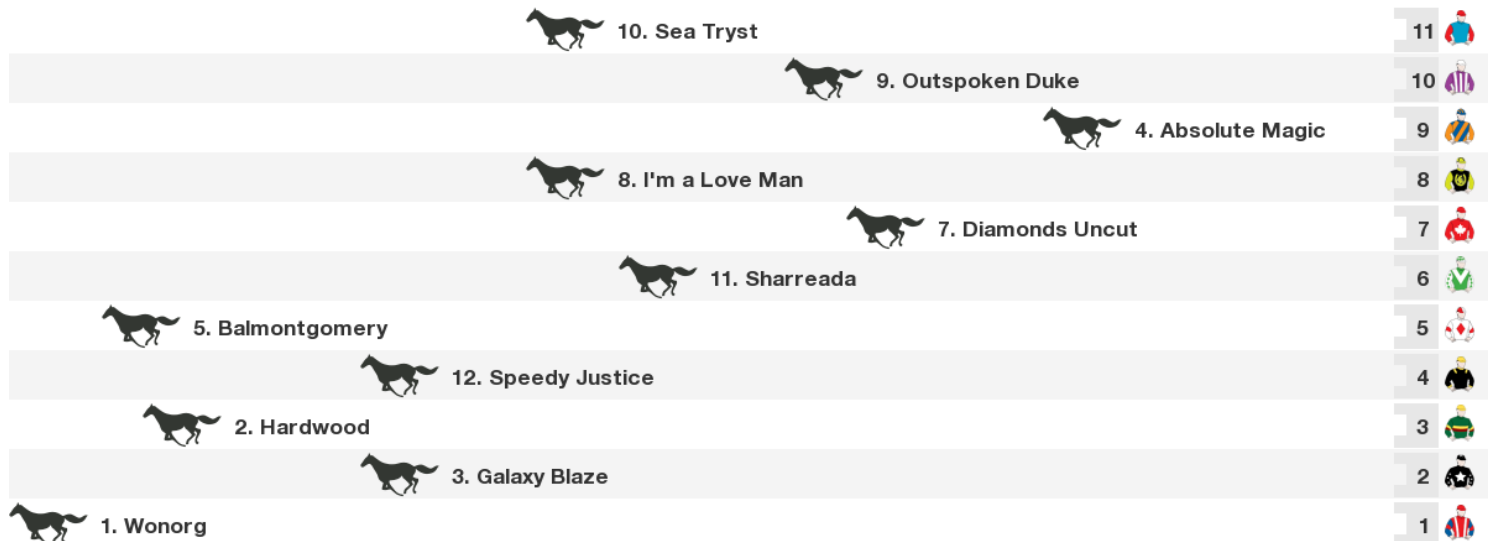 10. Sea Tryst 11
9. Outspoken Duke 10
4. Absolute Magic 9
8. I'm a Love Man 8
7. Diamonds Uncut 7
11. Sharreada 6
5. Balmontgomery 5
12. Speedy Justice 4
2. Hardwood 3
3. Galaxy Blaze 2
1. Wonorg 1